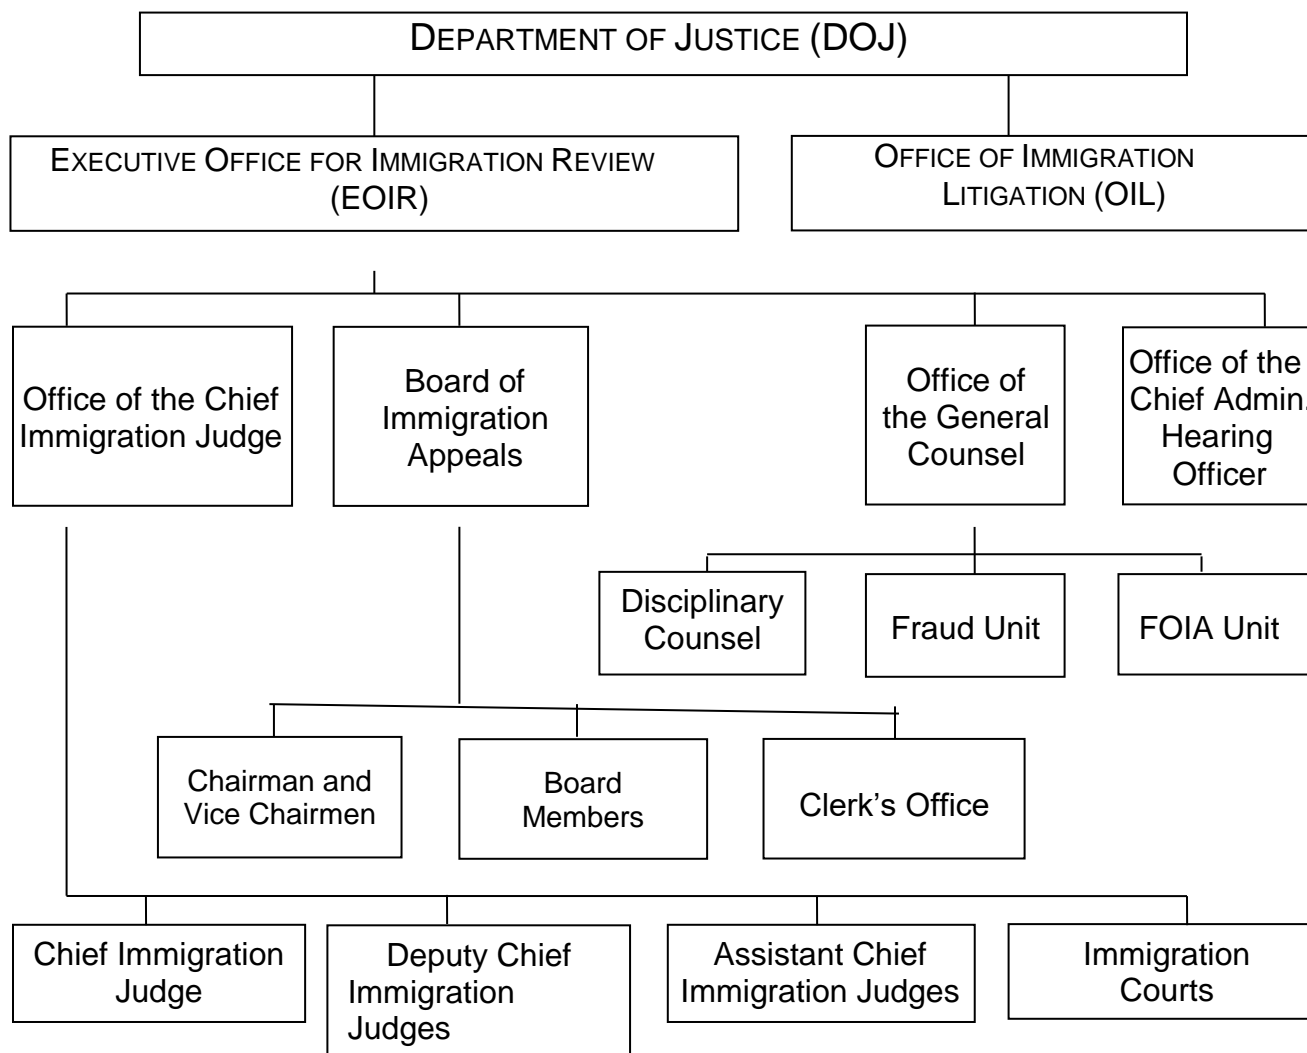 DEPARTMENT OF JUSTICE (DOJ)
EXECUTIVE OFFICE FOR IMMIGRATION REVIEW
(EOIR)
OFFICE OF IMMIGRATION
LITIGATION (OIL)
Office of the Chief
Immigration Judge
Board of
Immigration
Appeals
Office of
the General
Counsel
Office of the
Chief Admin.
Hearing
Officer
Disciplinary
Counsel
Fraud Unit
FOIA Unit
Chairman and
Vice Chairmen
Board
Members
Clerk’s Office
Chief Immigration
Judge
Deputy Chief
Immigration
Judges
Assistant Chief
Immigration Judges
Immigration
Courts